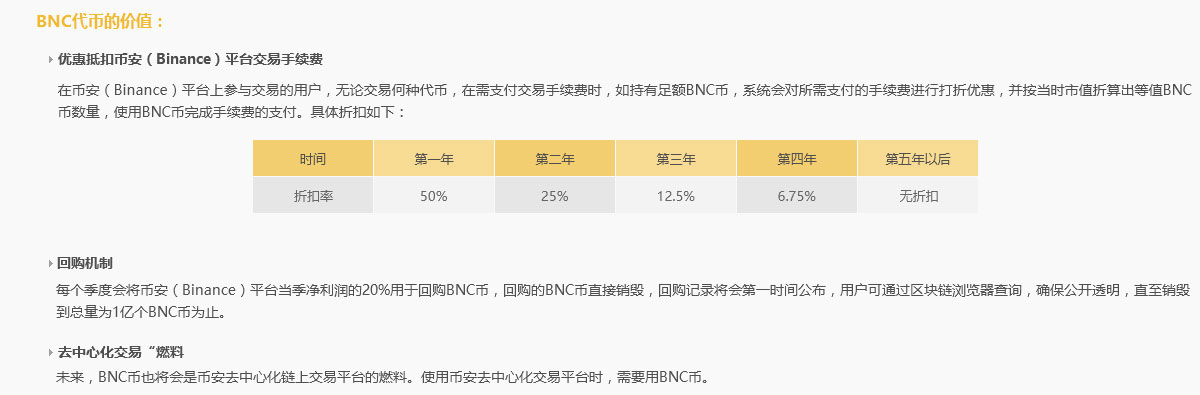 BNC代币的价值：
优惠抵扣币安（Binance）平台交易手续费
在币安（Binance）平台上参与交易的用户，无论交易何种代币，在需支付交易手续费时，如持有足额BNC币，系统会对所需支付的手续费进行打折优惠，并按当时市值折算出等值BNC
币数量，使用BNC币完成手续费的支付。具体折扣如下：
时间 第一年 第二年 第三年 第四年 第五年以后
折扣率 50% 25% 12.5% 6.75% 无折扣
回购机制
每个季度会将币安（Binance）平台当季净利润的20%用于回购BNC币，回购的BNC币直接销毁，回购记录将会第一时间公布，用户可通过区块链浏览器查询，确保公开透明，直至销毁
到总量为1亿个BNC币为止。
去中心化交易“燃料
未来，BNC币也将会是币安去中心化链上交易平台的燃料。使用币安去中心化交易平台时，需要用BNC币。